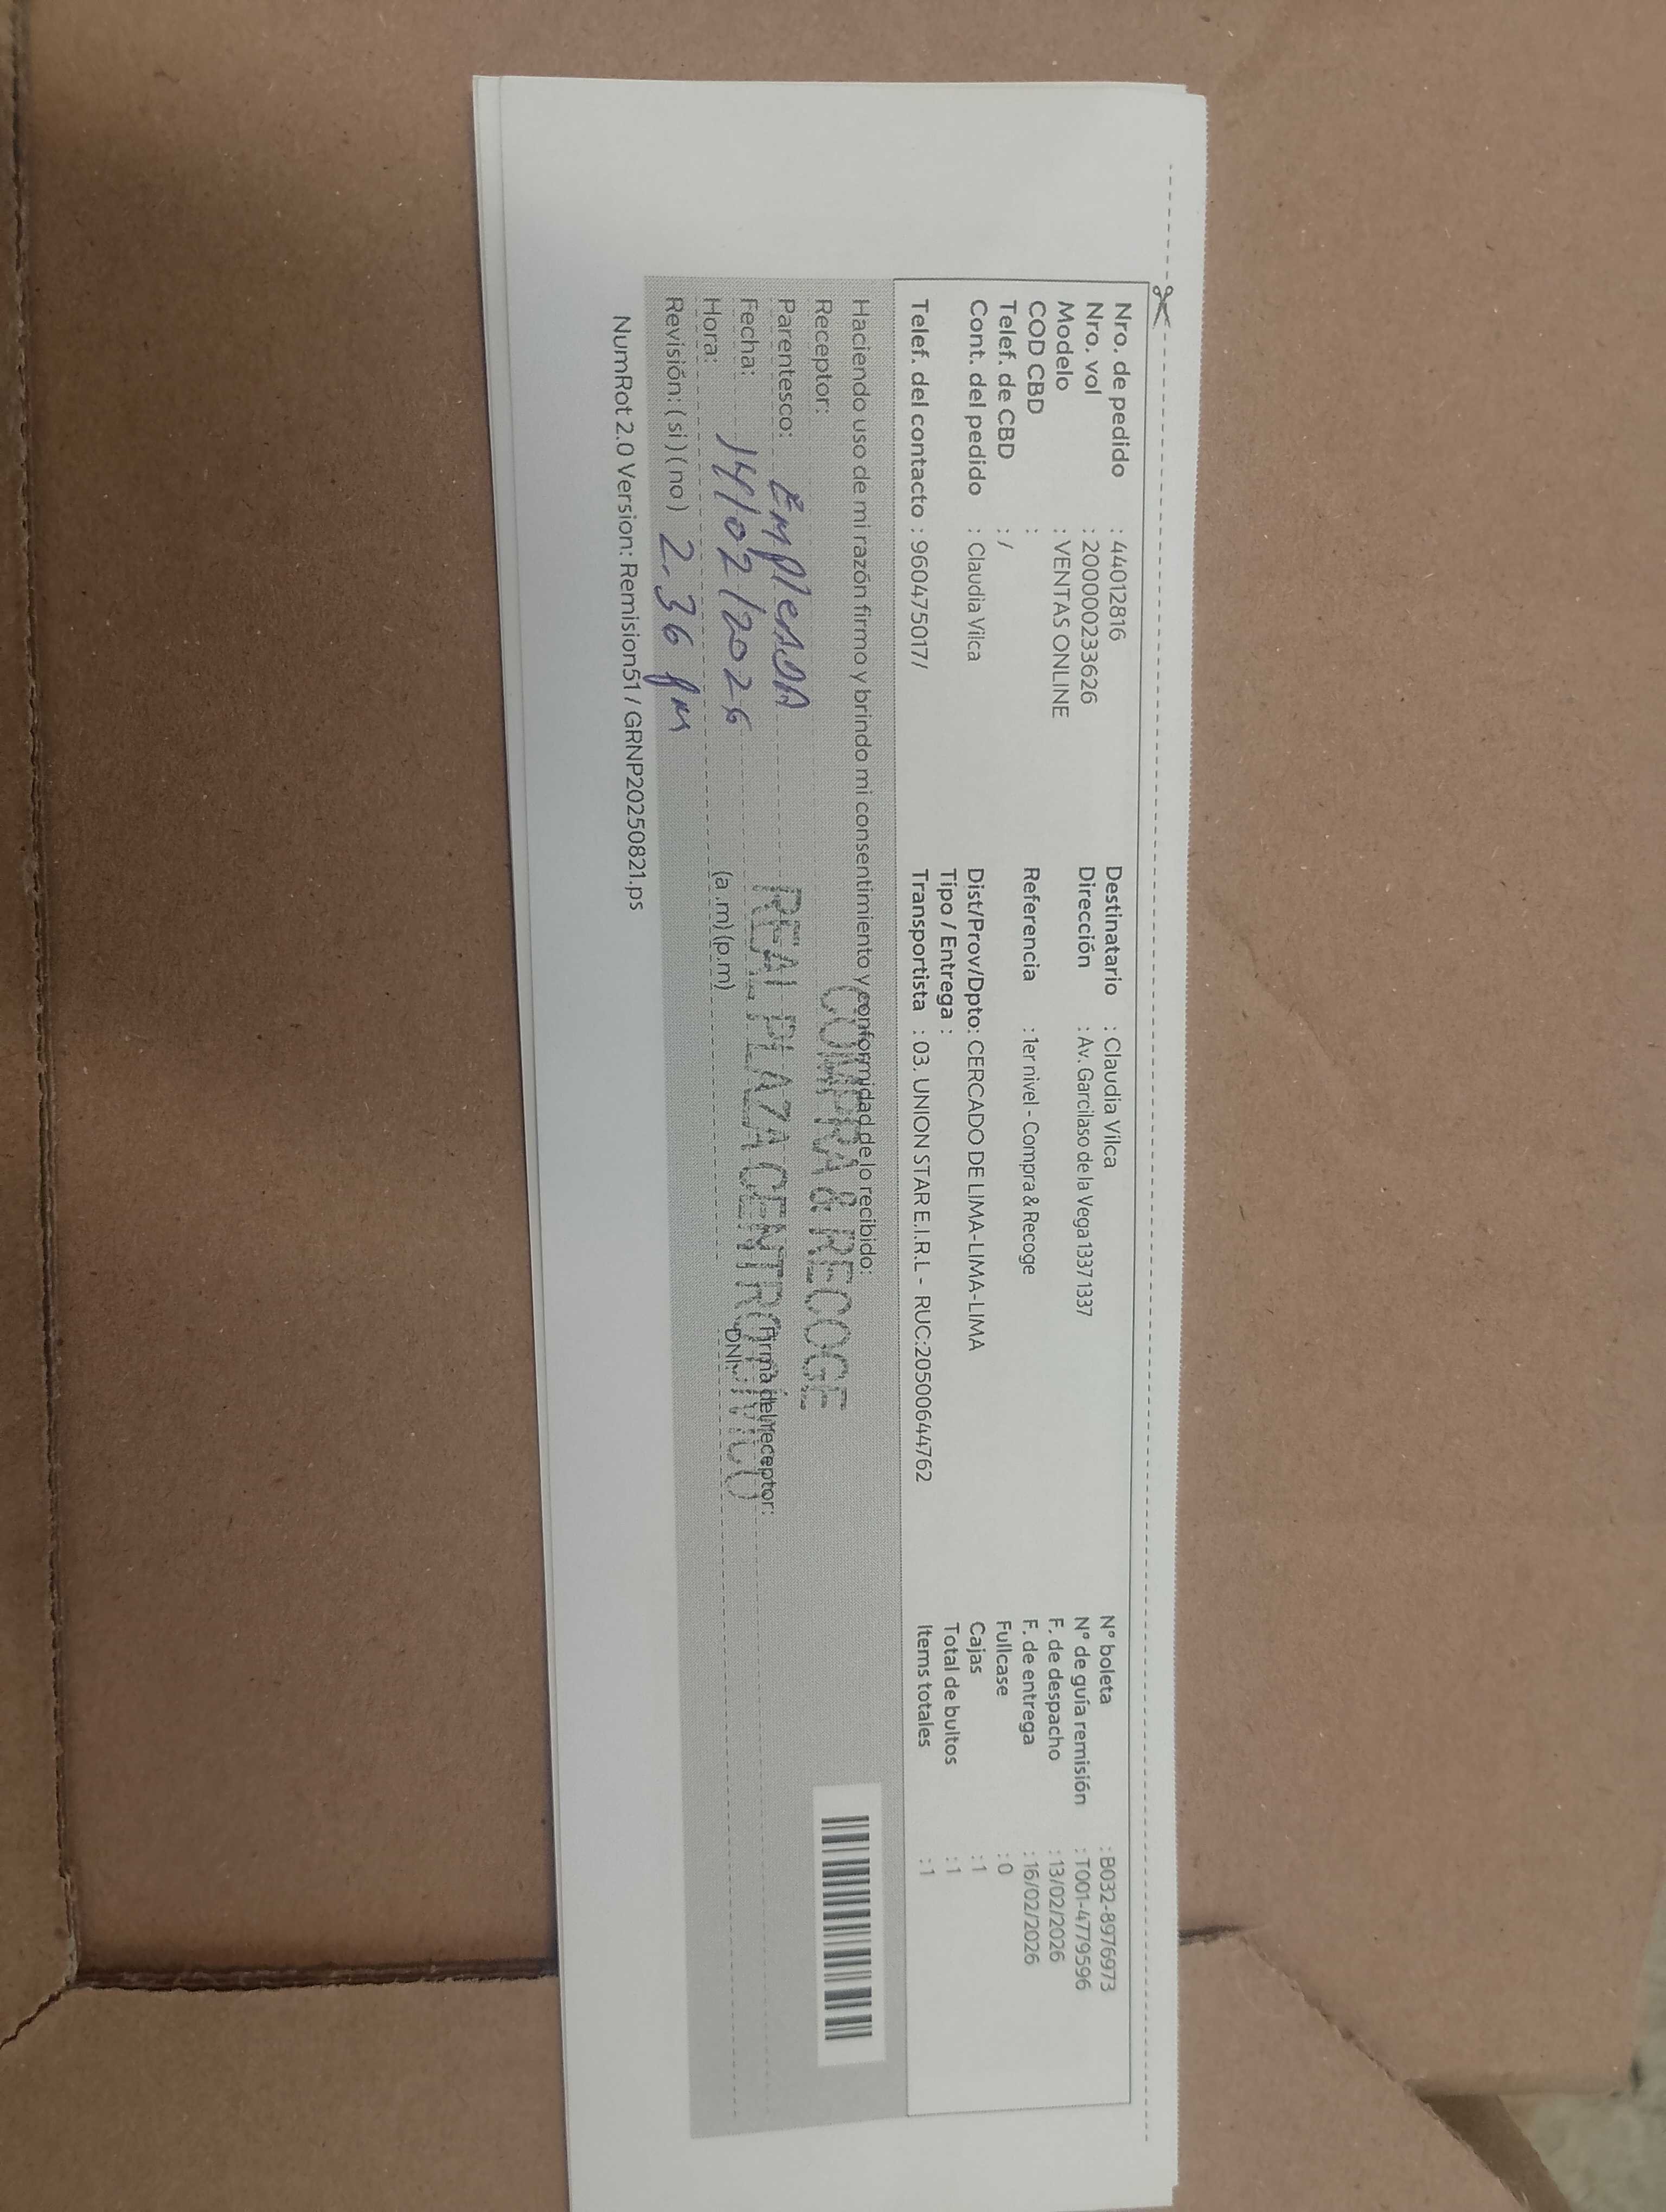 Nro. de pedido : 44012816
Nro. vol : 200000233626
Modelo : VENTAS ONLINE
COD CBD :
Telef. de CBD : /
Cont. del pedido : Claudia Vilca
Telef. del contacto : 960475017/
Destinatario : Claudia Vilca
Dirección : Av. Garcilaso de la Vega 1337 1337
Referencia : 1er nivel - Compra & Recoge
Dist/Prov/Dpto: CERCADO DE LIMA-LIMA-LIMA
Tipo / Entrega :
Transportista : 03. UNION STAR E.I.R.L - RUC:20500644762
N° boleta : B032-8976973
N° de guía remisión : T001-4779596
F. de despacho : 13/02/2026
F. de entrega : 16/02/2026
Fullcase : 0
Cajas : 1
Total de bultos : 1
Items totales : 1
Haciendo uso de mi razón firmo y brindo mi consentimiento y conformidad de lo recibido:
Receptor:
COMPRA & RECOGE
Parentesco: EmpleADA
REAL PLAZA CENTRO CIVICO
Firma del receptor:
Fecha: 14/02/2026
DNI:
Hora: (a.m) (p.m)
Revisión: ( si ) ( no ) 2.36 pm
NumRot 2.0 Version: Remision51 / GRNP20250821.ps